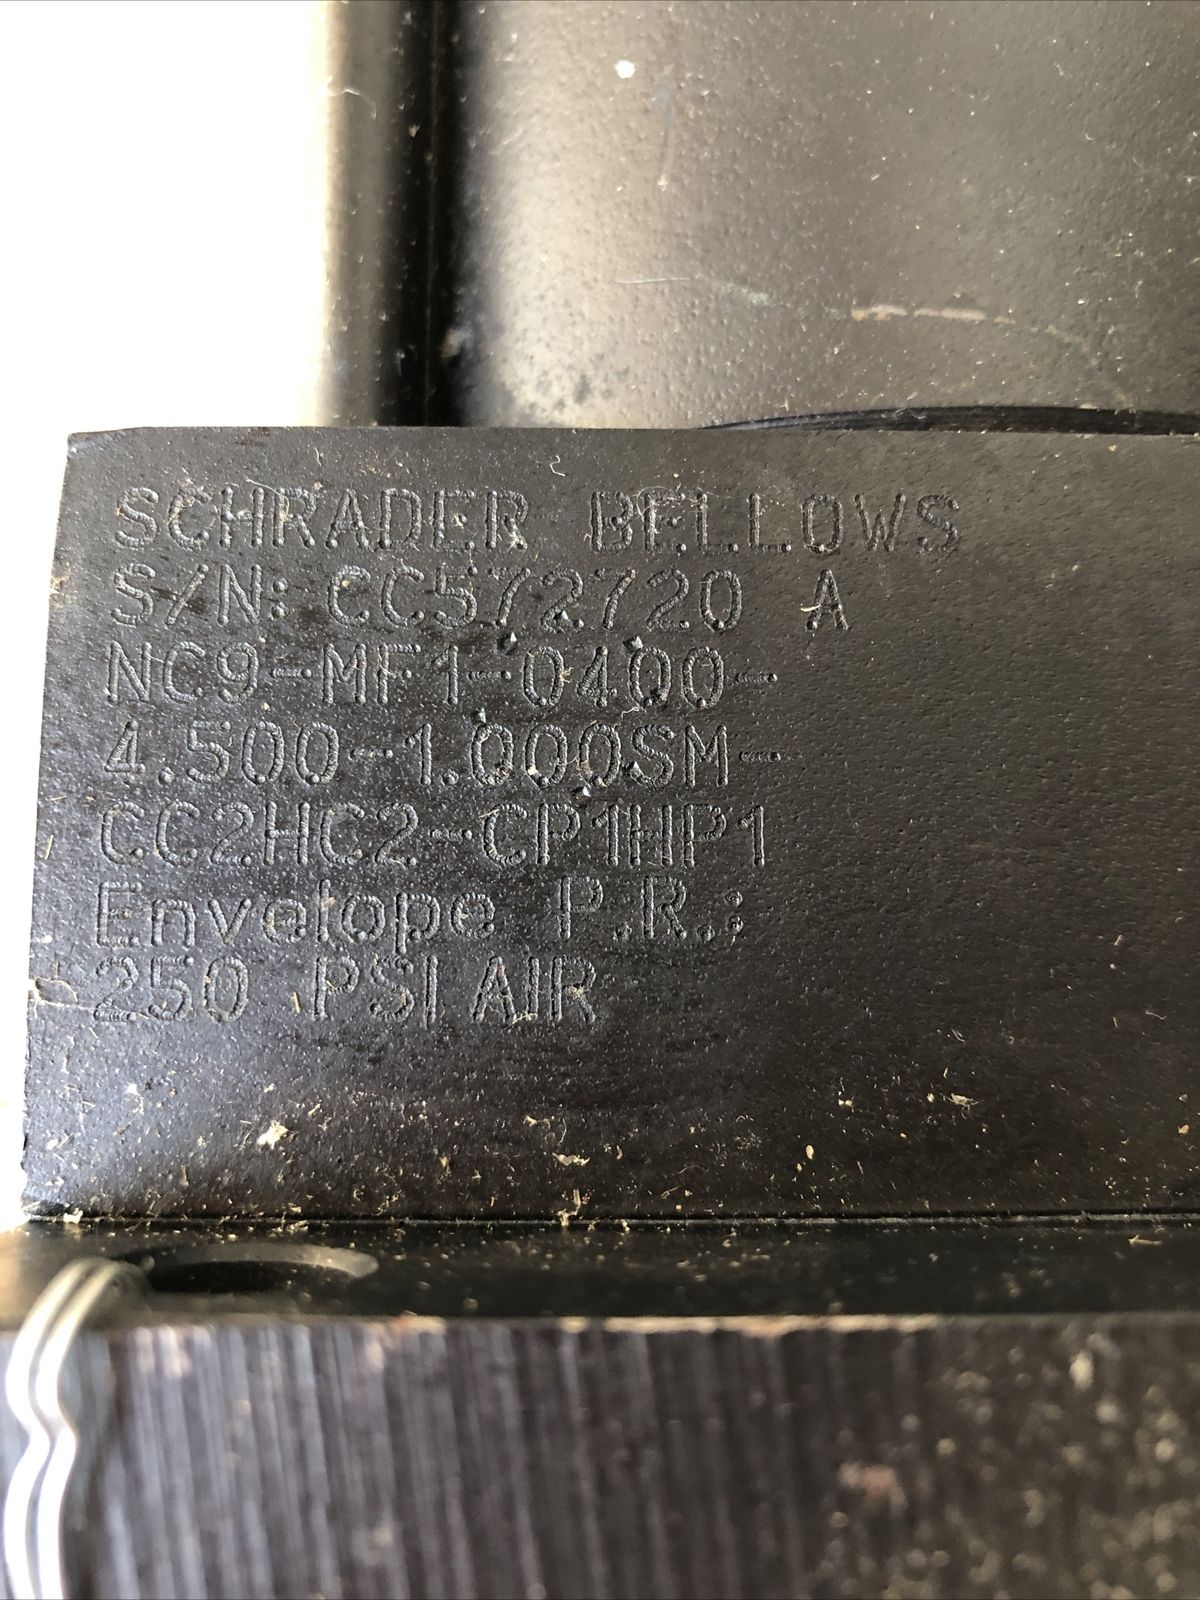 SCHRADER BELLOWS
S/N: CC572720 A
NC9-MF1-0400-
4.500-1.000SM-
CC2HC2-CP1HP1
Envelope P.R.:
250 PSI AIR